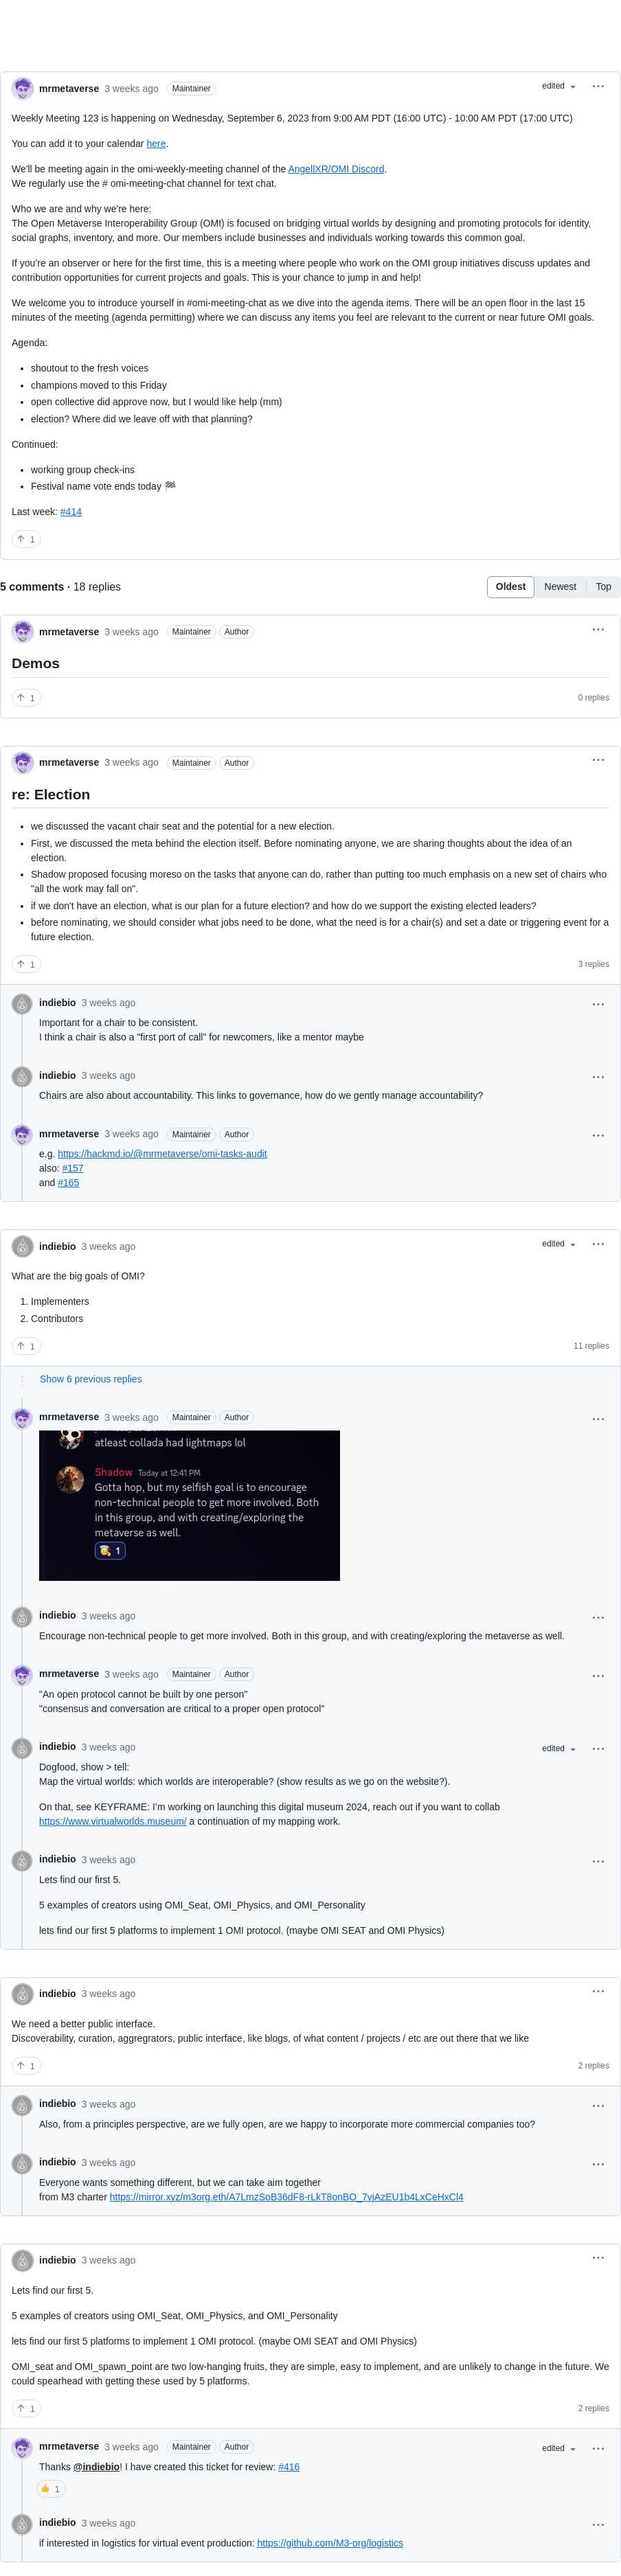 mrmetaverse 3 weeks ago Maintainer edited
Weekly Meeting 123 is happening on Wednesday, September 6, 2023 from 9:00 AM PDT (16:00 UTC) - 10:00 AM PDT (17:00 UTC)
You can add it to your calendar here.
We'll be meeting again in the omi-weekly-meeting channel of the AngellXR/OMI Discord.
We regularly use the # omi-meeting-chat channel for text chat.
Who we are and why we're here:
The Open Metaverse Interoperability Group (OMI) is focused on bridging virtual worlds by designing and promoting protocols for identity,
social graphs, inventory, and more. Our members include businesses and individuals working towards this common goal.
If you're an observer or here for the first time, this is a meeting where people who work on the OMI group initiatives discuss updates and
contribution opportunities for current projects and goals. This is your chance to jump in and help!
We welcome you to introduce yourself in #omi-meeting-chat as we dive into the agenda items. There will be an open floor in the last 15
minutes of the meeting (agenda permitting) where we can discuss any items you feel are relevant to the current or near future OMI goals.
Agenda:
• shoutout to the fresh voices
• champions moved to this Friday
• open collective did approve now, but I would like help (mm)
• election? Where did we leave off with that planning?
Continued:
• working group check-ins
• Festival name vote ends today 🏁
Last week: #414
↑ 1
5 comments · 18 replies Oldest Newest Top
mrmetaverse 3 weeks ago Maintainer Author
Demos
↑ 1 0 replies
mrmetaverse 3 weeks ago Maintainer Author
re: Election
• we discussed the vacant chair seat and the potential for a new election.
• First, we discussed the meta behind the election itself. Before nominating anyone, we are sharing thoughts about the idea of an
election.
• Shadow proposed focusing moreso on the tasks that anyone can do, rather than putting too much emphasis on a new set of chairs who
"all the work may fall on".
• if we don't have an election, what is our plan for a future election? and how do we support the existing elected leaders?
• before nominating, we should consider what jobs need to be done, what the need is for a chair(s) and set a date or triggering event for a
future election.
↑ 1 3 replies
indiebio 3 weeks ago
Important for a chair to be consistent.
I think a chair is also a "first port of call" for newcomers, like a mentor maybe
indiebio 3 weeks ago
Chairs are also about accountability. This links to governance, how do we gently manage accountability?
mrmetaverse 3 weeks ago Maintainer Author
e.g. https://hackmd.io/@mrmetaverse/omi-tasks-audit
also: #157
and #165
indiebio 3 weeks ago edited
What are the big goals of OMI?
1. Implementers
2. Contributors
↑ 1 11 replies
Show 6 previous replies
mrmetaverse 3 weeks ago Maintainer Author
atleast collada had lightmaps lol
Shadow Today at 12:41 PM
Gotta hop, but my selfish goal is to encourage
non-technical people to get more involved. Both
in this group, and with creating/exploring the
metaverse as well.
1
indiebio 3 weeks ago
Encourage non-technical people to get more involved. Both in this group, and with creating/exploring the metaverse as well.
mrmetaverse 3 weeks ago Maintainer Author
"An open protocol cannot be built by one person"
"consensus and conversation are critical to a proper open protocol"
indiebio 3 weeks ago edited
Dogfood, show > tell:
Map the virtual worlds: which worlds are interoperable? (show results as we go on the website?).
On that, see KEYFRAME: I'm working on launching this digital museum 2024, reach out if you want to collab
https://www.virtualworlds.museum/ a continuation of my mapping work.
indiebio 3 weeks ago
Lets find our first 5.
5 examples of creators using OMI_Seat, OMI_Physics, and OMI_Personality
lets find our first 5 platforms to implement 1 OMI protocol. (maybe OMI SEAT and OMI Physics)
indiebio 3 weeks ago
We need a better public interface.
Discoverability, curation, aggregrators, public interface, like blogs, of what content / projects / etc are out there that we like
↑ 1 2 replies
indiebio 3 weeks ago
Also, from a principles perspective, are we fully open, are we happy to incorporate more commercial companies too?
indiebio 3 weeks ago
Everyone wants something different, but we can take aim together
from M3 charter https://mirror.xyz/m3org.eth/A7LmzSoB36dF8-rLkT8onBO_7vjAzEU1b4LxCeHxCl4
indiebio 3 weeks ago
Lets find our first 5.
5 examples of creators using OMI_Seat, OMI_Physics, and OMI_Personality
lets find our first 5 platforms to implement 1 OMI protocol. (maybe OMI SEAT and OMI Physics)
OMI_seat and OMI_spawn_point are two low-hanging fruits, they are simple, easy to implement, and are unlikely to change in the future. We
could spearhead with getting these used by 5 platforms.
↑ 1 2 replies
mrmetaverse 3 weeks ago Maintainer Author edited
Thanks @indiebio! I have created this ticket for review: #416
👍 1
indiebio 3 weeks ago
if interested in logistics for virtual event production: https://github.com/M3-org/logistics